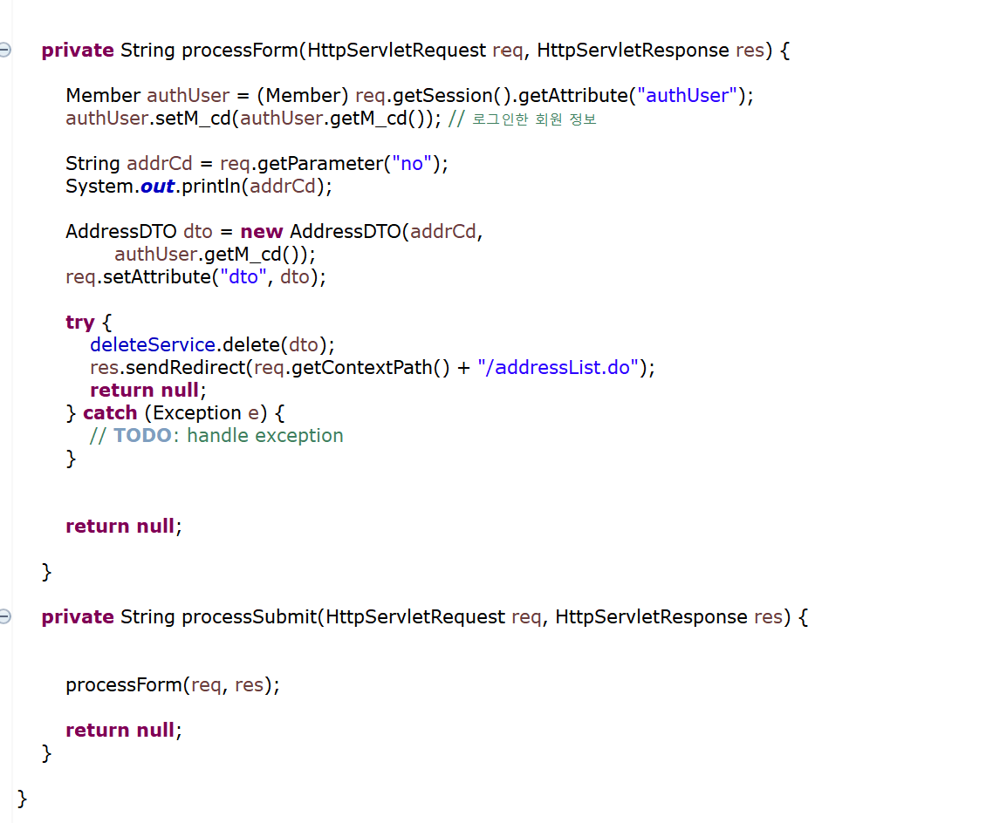 private String processForm(HttpServletRequest req, HttpServletResponse res) {
Member authUser = (Member) req.getSession().getAttribute("authUser");
authUser.setM_cd(authUser.getM_cd()); // 로그인한 회원 정보
String addrCd = req.getParameter("no");
System.out.println(addrCd);
AddressDTO dto = new AddressDTO(addrCd,
authUser.getM_cd());
req.setAttribute("dto", dto);
try {
deleteService.delete(dto);
res.sendRedirect(req.getContextPath() + "/addressList.do");
return null;
} catch (Exception e) {
// TODO: handle exception
}
return null;
}
private String processSubmit(HttpServletRequest req, HttpServletResponse res) {
processForm(req, res);
return null;
}
}